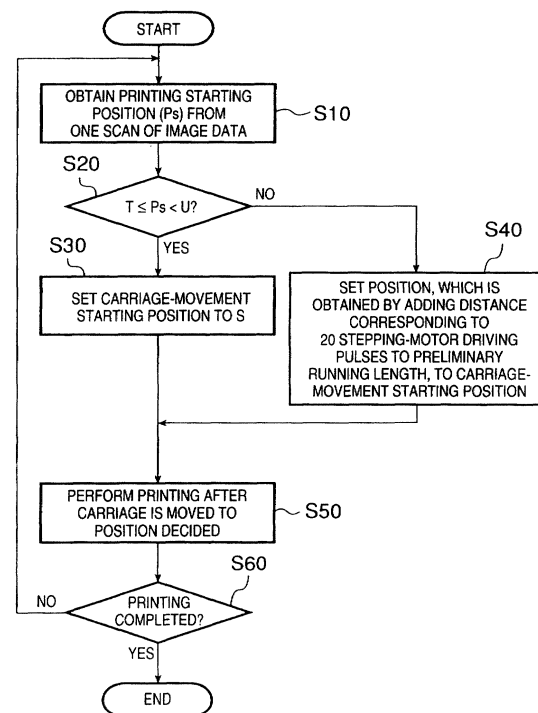 START
OBTAIN PRINTING STARTING
POSITION (Ps) FROM
ONE SCAN OF IMAGE DATA
S10
S20
T ≤ Ps < U?
NO
YES
S30
SET CARRIAGE-MOVEMENT
STARTING POSITION TO S
S40
SET POSITION, WHICH IS
OBTAINED BY ADDING DISTANCE
CORRESPONDING TO
20 STEPPING-MOTOR DRIVING
PULSES TO PRELIMINARY
RUNNING LENGTH, TO CARRIAGE-
MOVEMENT STARTING POSITION
PERFORM PRINTING AFTER
CARRIAGE IS MOVED TO
POSITION DECIDED
S50
S60
PRINTING
COMPLETED?
NO
YES
END